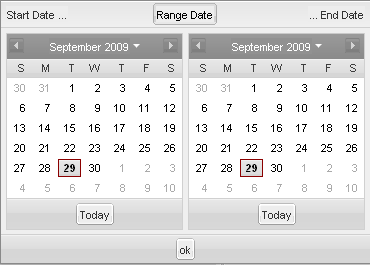 Start Date ... Range Date ... End Date
September 2009 September 2009
S M T W T F S S M T W T F S
30 31 1 2 3 4 5 30 31 1 2 3 4 5
6 7 8 9 10 11 12 6 7 8 9 10 11 12
13 14 15 16 17 18 19 13 14 15 16 17 18 19
20 21 22 23 24 25 26 20 21 22 23 24 25 26
27 28 29 30 1 2 3 27 28 29 30 1 2 3
4 5 6 7 8 9 10 4 5 6 7 8 9 10
Today Today
ok